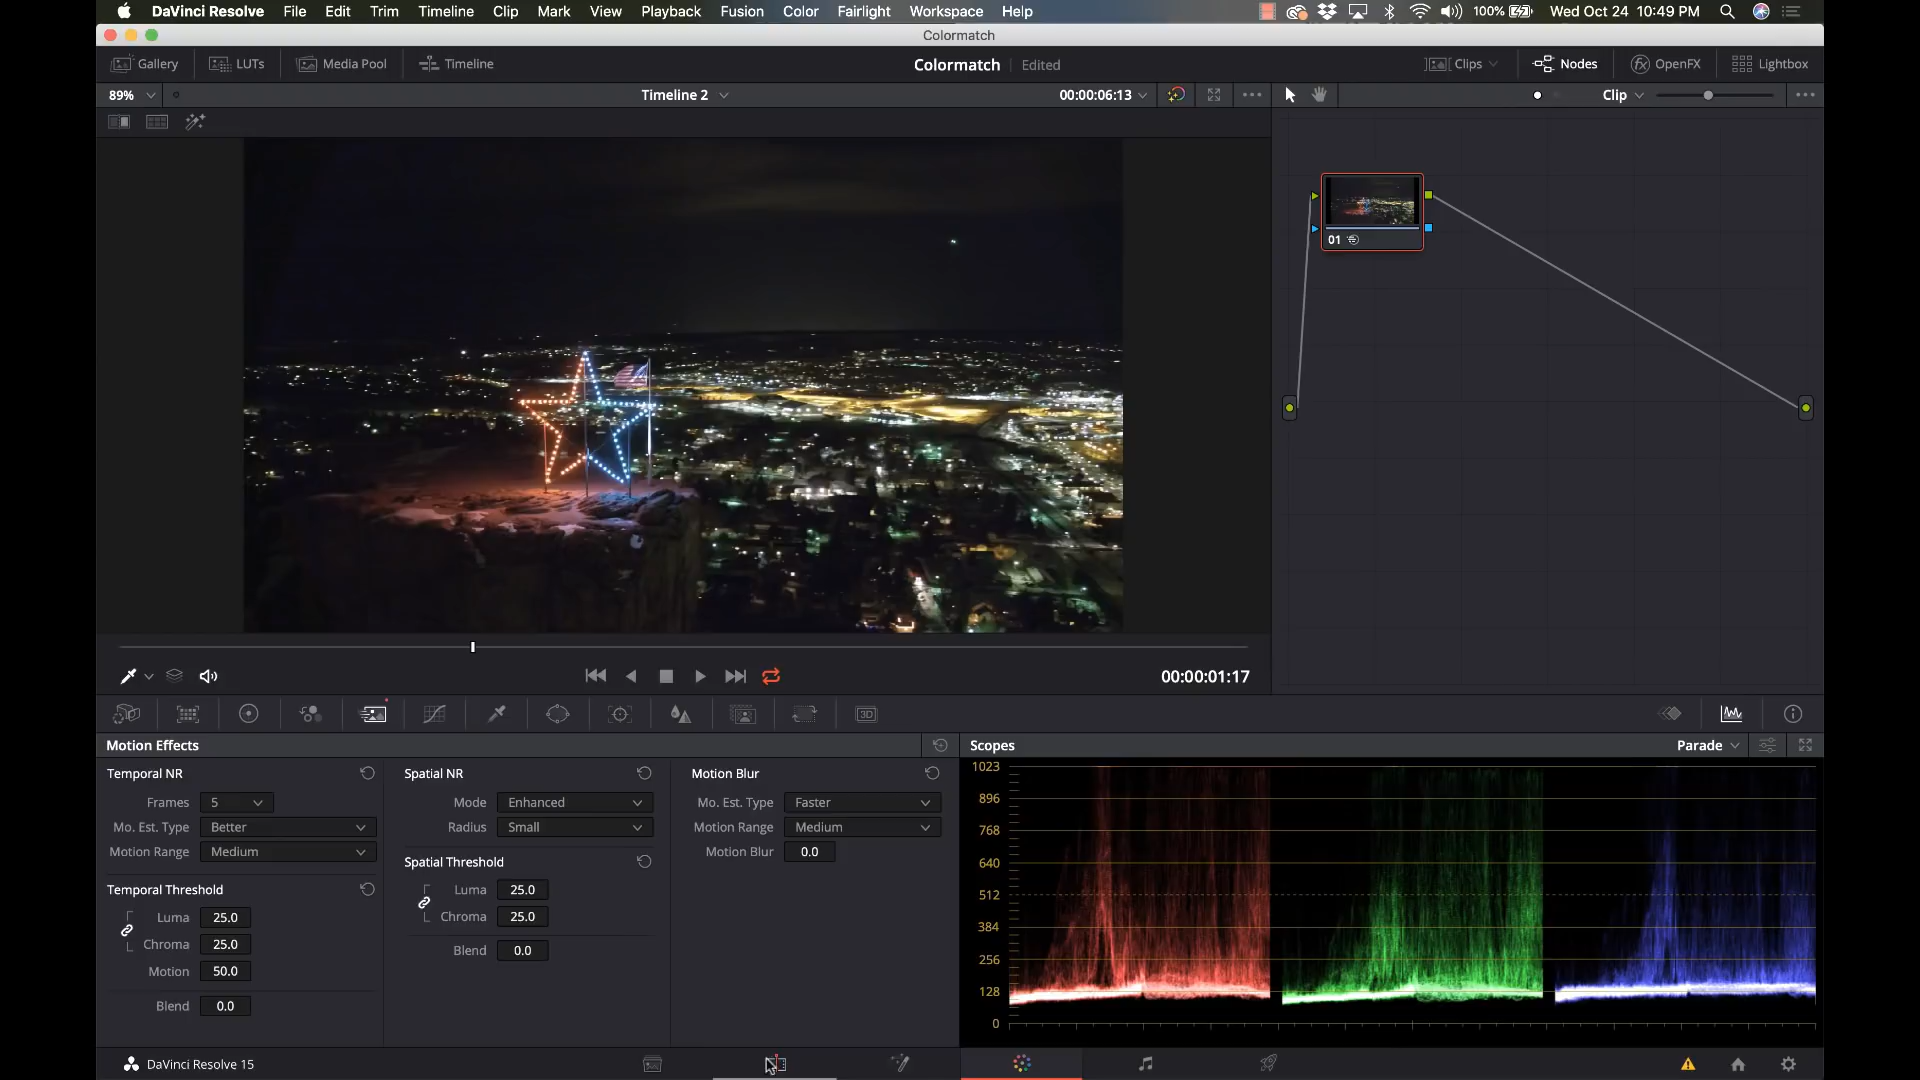 DaVinci Resolve File Edit Trim Timeline Clip Mark View Playback Fusion Color Fairlight Workspace Help 100% Wed Oct 24 10:49 PM
Colormatch
Gallery LUTs Media Pool Timeline Colormatch Edited Clips Nodes OpenFX Lightbox
89% Timeline 2 00:00:06:13 Clip
01
00:00:01:17
3D
Motion Effects Scopes Parade
Temporal NR Spatial NR Motion Blur
Frames 5 Mode Enhanced Mo. Est. Type Faster
Mo. Est. Type Better Radius Small Motion Range Medium
Motion Range Medium Motion Blur 0.0
Spatial Threshold
Temporal Threshold Luma 25.0
Luma 25.0 Chroma 25.0
Chroma 25.0 Blend 0.0
Motion 50.0
Blend 0.0
1023
896
768
640
512
384
256
128
0
DaVinci Resolve 15